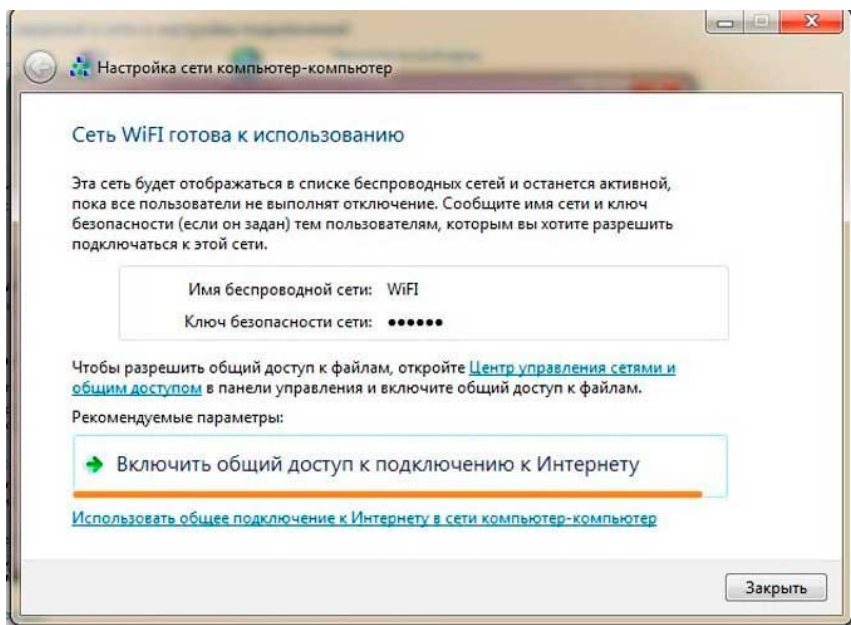 Настройка сети компьютер-компьютер
Сеть WiFI готова к использованию
Эта сеть будет отображаться в списке беспроводных сетей и останется активной,
пока все пользователи не выполнят отключение. Сообщите имя сети и ключ
безопасности (если он задан) тем пользователям, которым вы хотите разрешить
подключаться к этой сети.
Имя беспроводной сети: WiFI
Ключ безопасности сети: ●●●●●●
Чтобы разрешить общий доступ к файлам, откройте Центр управления сетями и
общим доступом в панели управления и включите общий доступ к файлам.
Рекомендуемые параметры:
Включить общий доступ к подключению к Интернету
Использовать общее подключение к Интернету в сети компьютер-компьютер
Закрыть